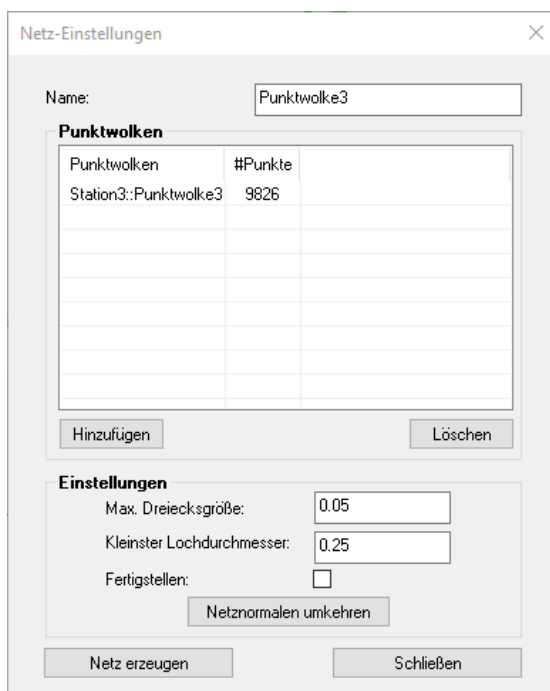 Netz-Einstellungen
Name: Punktwolke3
Punktwolken
Punktwolken #Punkte
Station3::Punktwolke3 9826
Hinzufügen Löschen
Einstellungen
Max. Dreiecksgröße: 0.05
Kleinster Lochdurchmesser: 0.25
Fertigstellen:
Netznormalen umkehren
Netz erzeugen Schließen